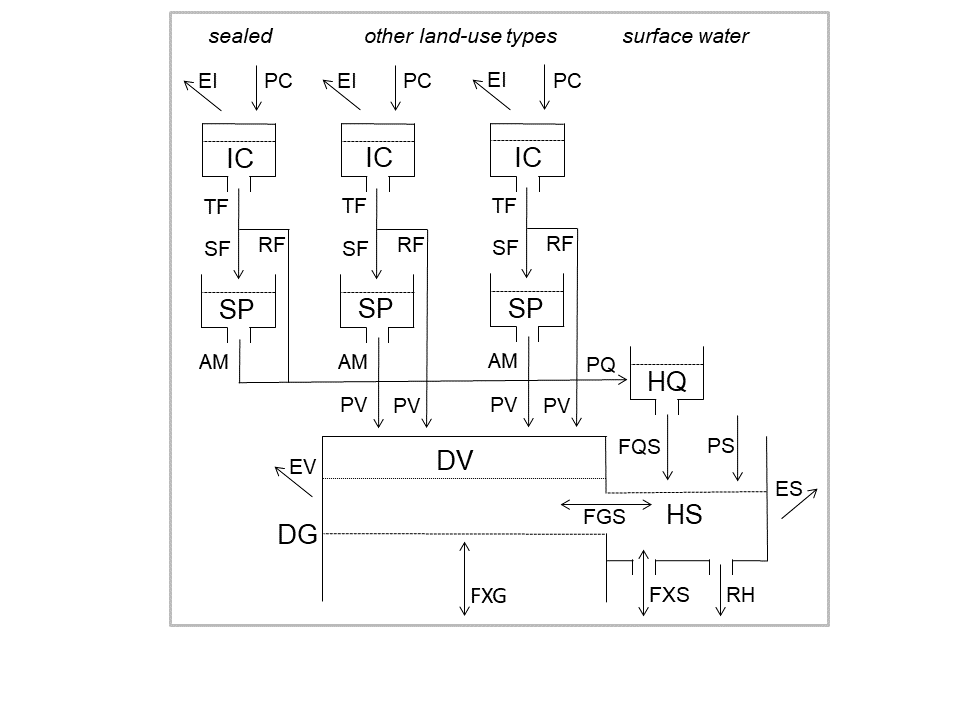 sealed other land-use types surface water
EI PC EI PC EI PC
IC IC IC
TF TF TF
SF RF SF RF SF RF
SP SP SP
AM AM AM PQ HQ
PV PV PV PV
DV FQS PS
EV ES
FGS HS
DG
FXG FXS RH